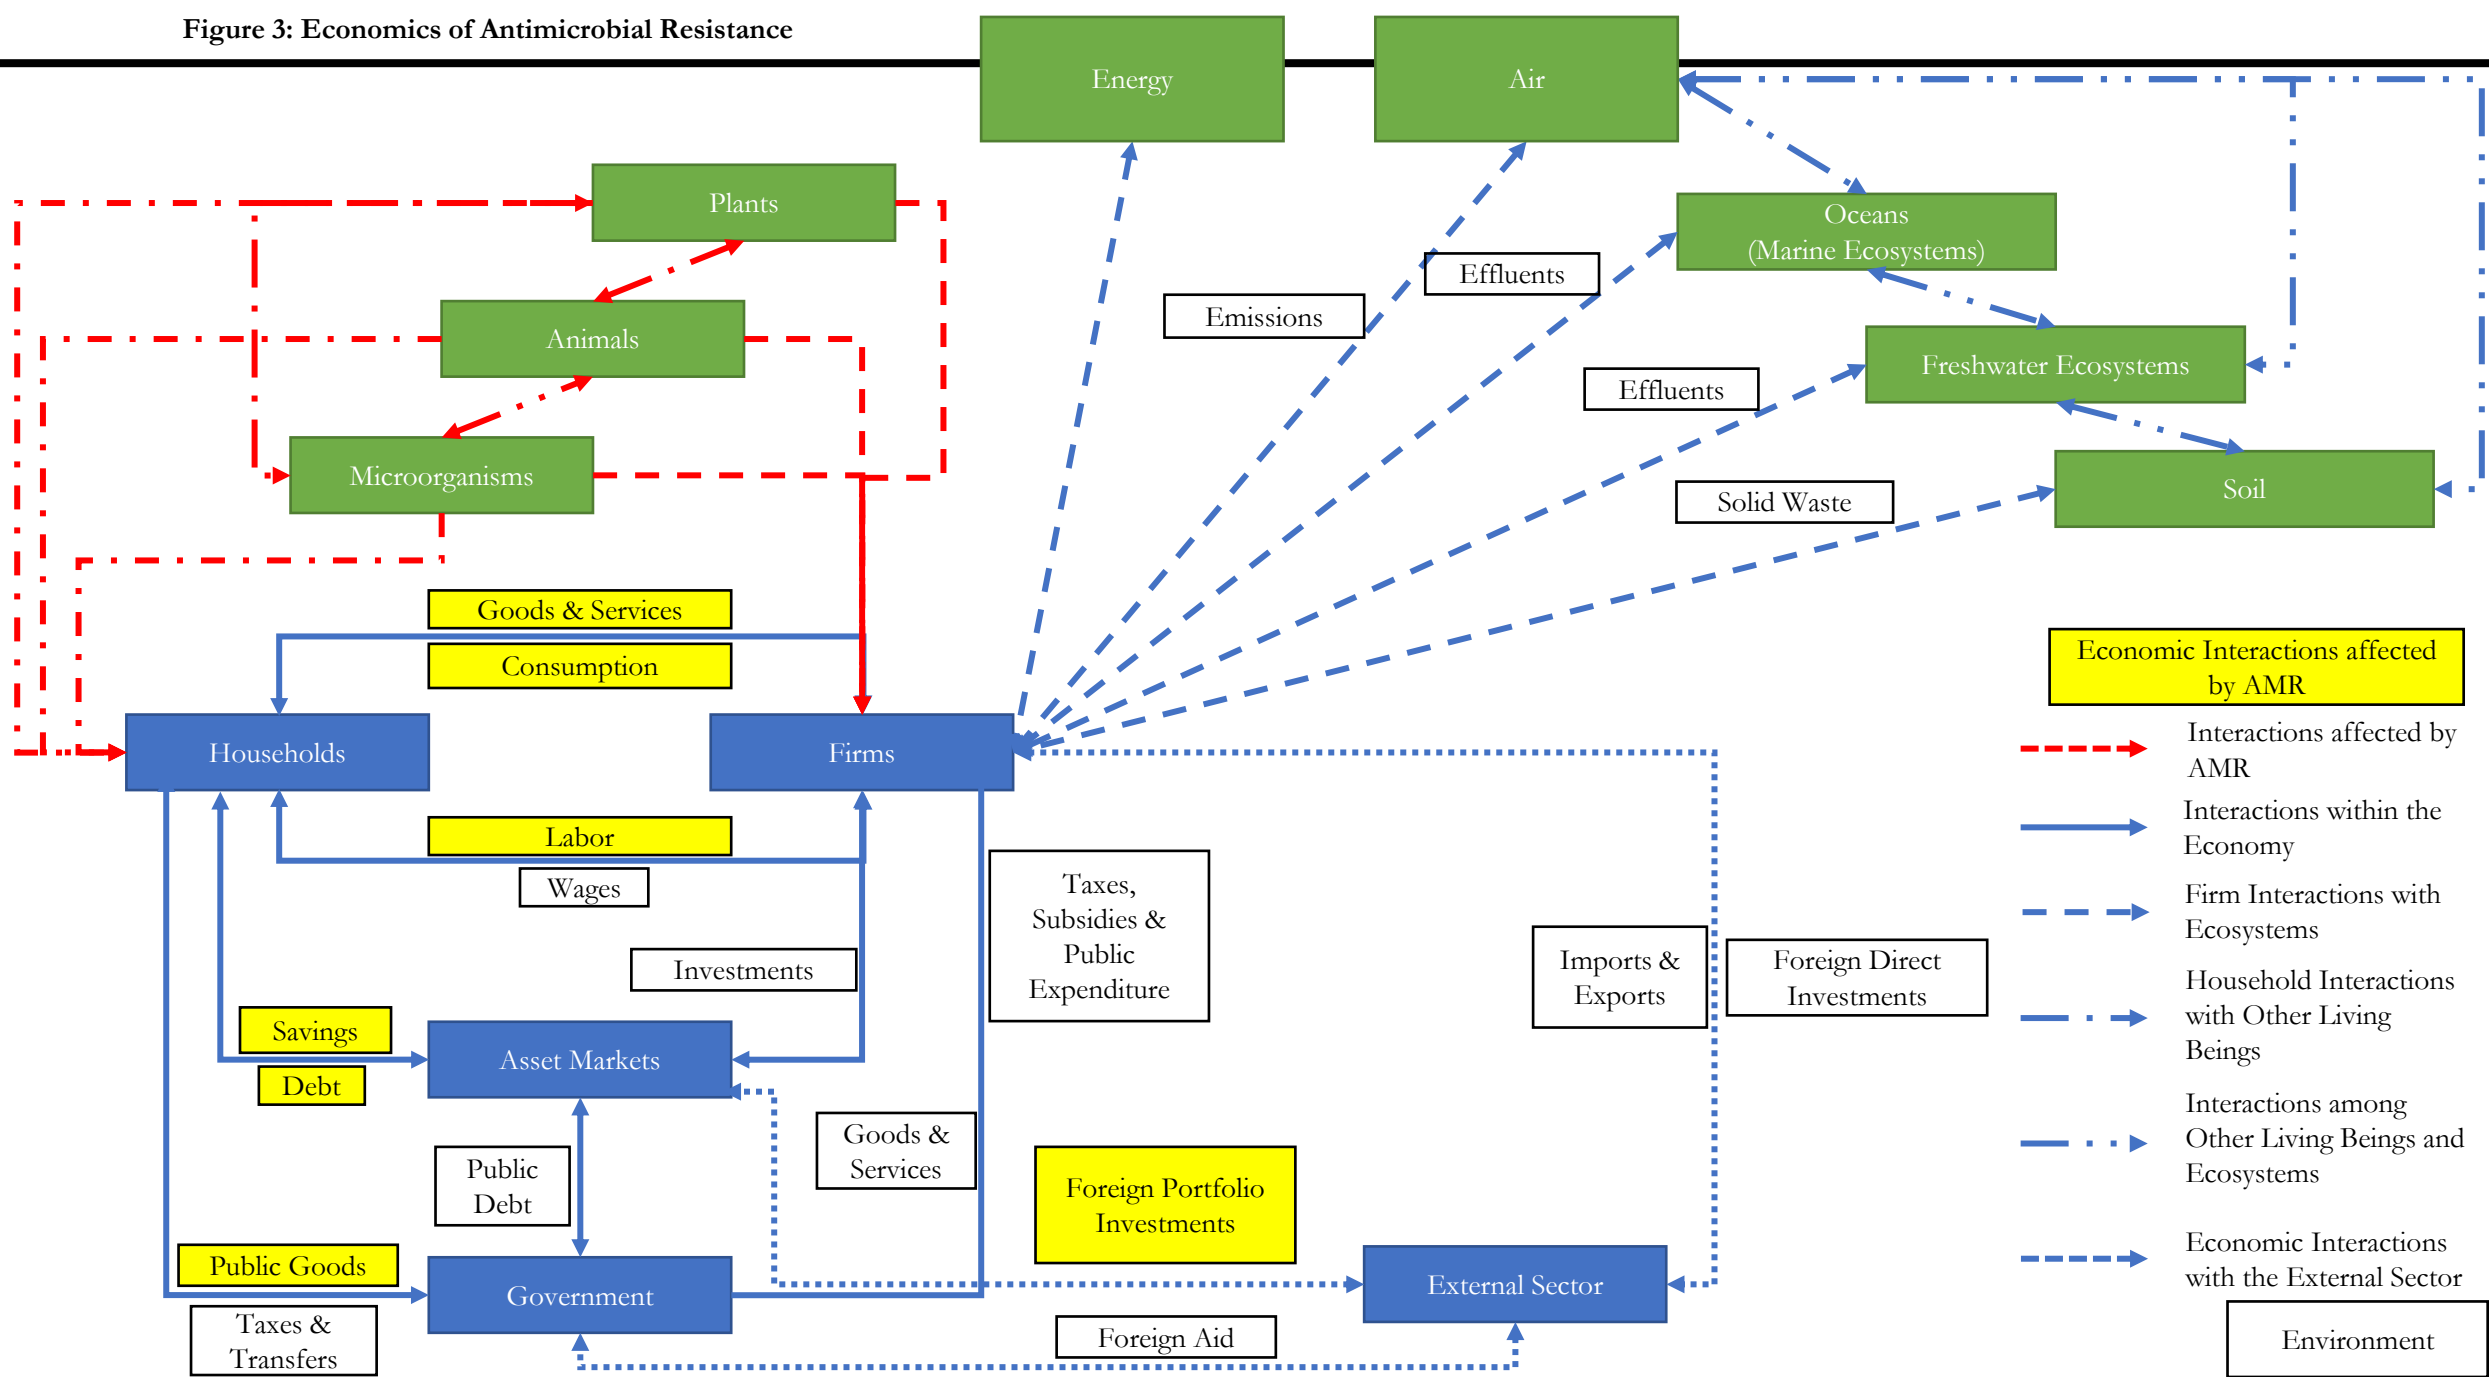 Figure 3: Economics of Antimicrobial Resistance
Energy
Air
Plants
Oceans
(Marine Ecosystems)
Effluents
Emissions
Animals
Freshwater Ecosystems
Effluents
Microorganisms
Solid Waste
Soil
Goods & Services
Consumption
Economic Interactions affected
by AMR
Households
Firms
Interactions affected by
AMR
Interactions within the
Economy
Labor
Wages
Taxes,
Subsidies &
Public
Expenditure
Firm Interactions with
Ecosystems
Investments
Imports &
Exports
Foreign Direct
Investments
Household Interactions
with Other Living
Beings
Savings
Debt
Asset Markets
Interactions among
Other Living Beings and
Ecosystems
Public
Debt
Goods &
Services
Foreign Portfolio
Investments
Public Goods
Government
External Sector
Economic Interactions
with the External Sector
Taxes &
Transfers
Foreign Aid
Environment